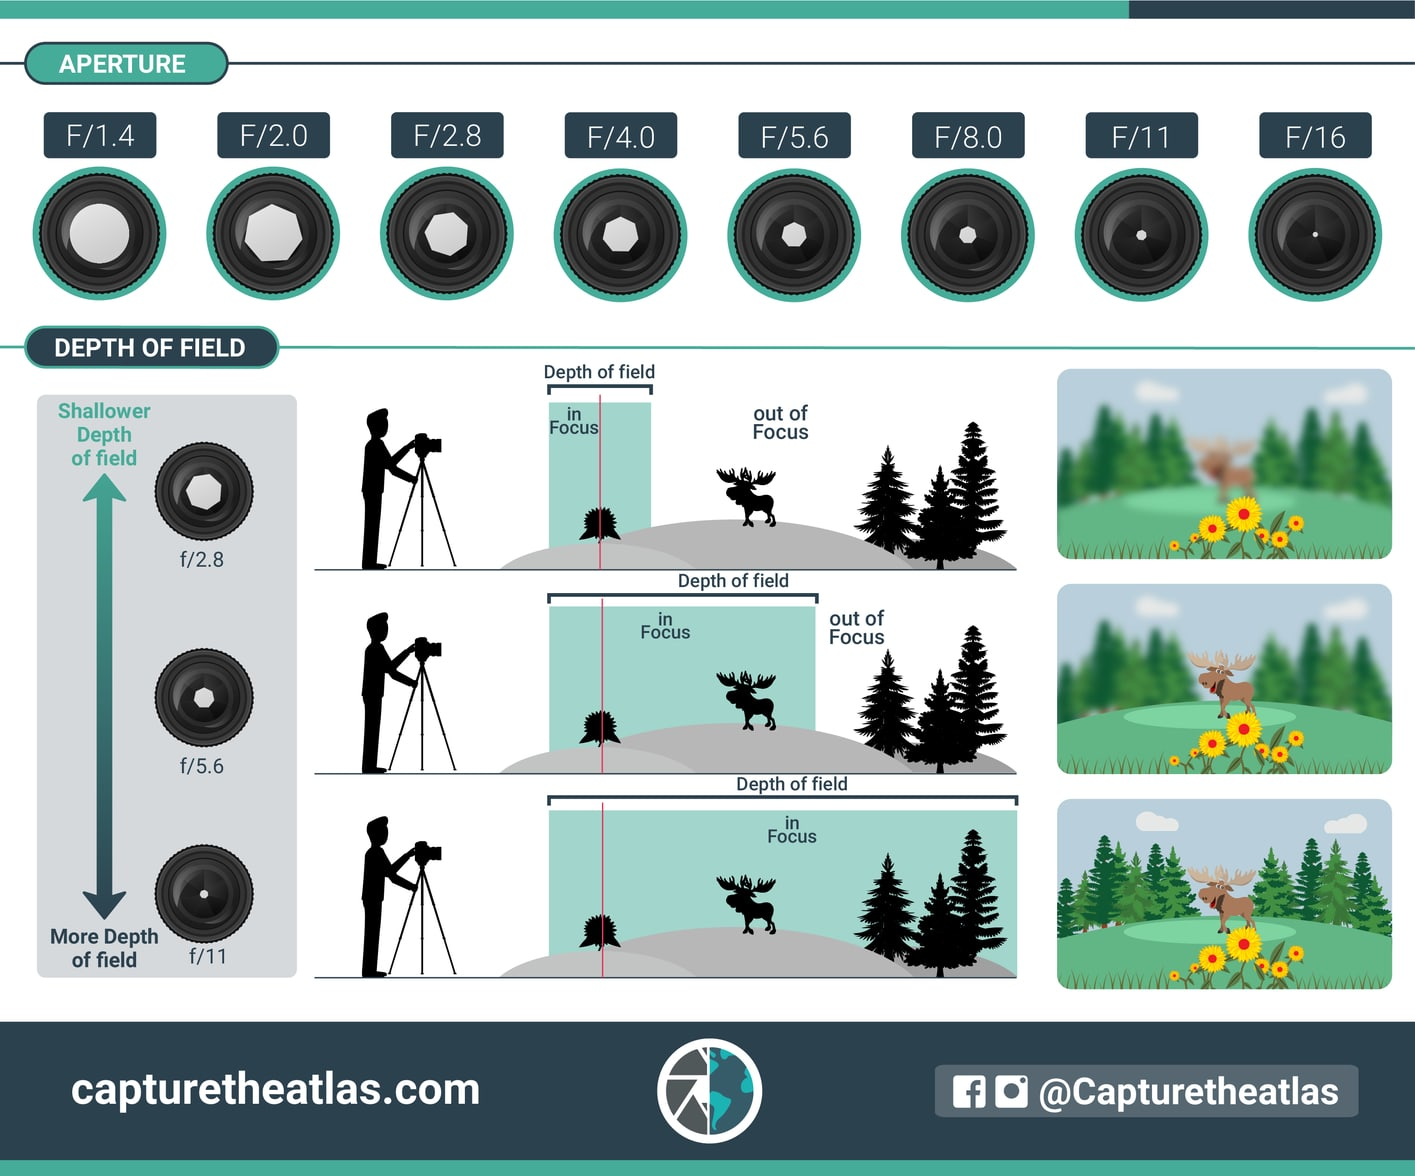 APERTURE
F/1.4
F/2.0
F/2.8
F/4.0
F/5.6
F/8.0
F/11
F/16
DEPTH OF FIELD
Shallower
Depth
of field
f/2.8
f/5.6
More Depth
of field
f/11
Depth of field
in
Focus
out of
Focus
Depth of field
in
Focus
out of
Focus
Depth of field
in
Focus
capturetheatlas.com
@Capturetheatlas